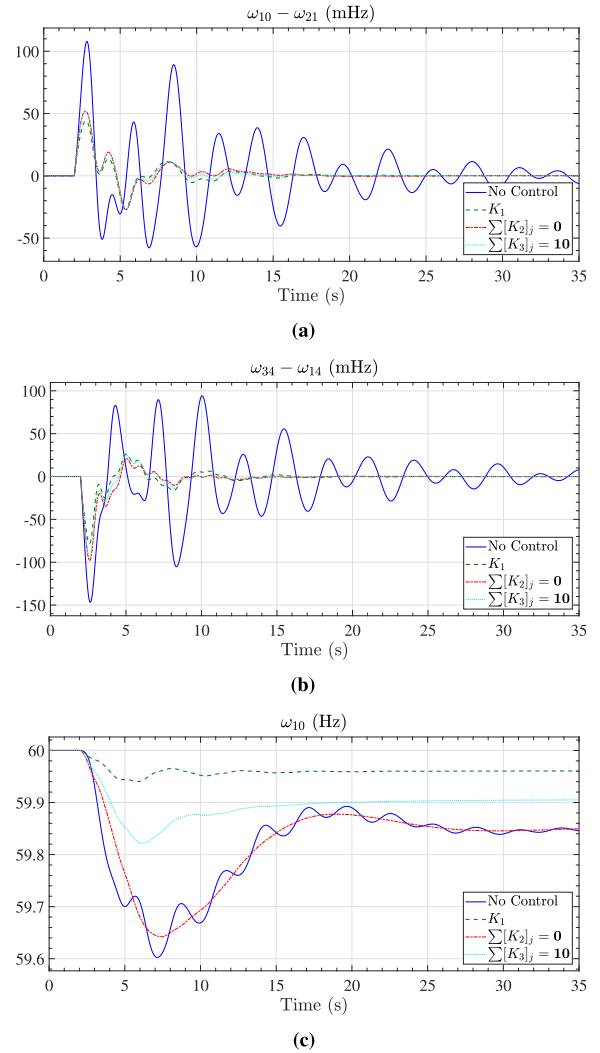 ω₁₀ − ω₂₁ (mHz)
100
50
0
-50
0 5 10 15 20 25 30 35
No Control
K₁
∑[K₂]ⱼ = 0
∑[K₃]ⱼ = 10
Time (s)
(a)
ω₃₄ − ω₁₄ (mHz)
100
50
0
-50
-100
-150
0 5 10 15 20 25 30 35
No Control
K₁
∑[K₂]ⱼ = 0
∑[K₃]ⱼ = 10
Time (s)
(b)
ω₁₀ (Hz)
60
59.9
59.8
59.7
59.6
0 5 10 15 20 25 30 35
No Control
K₁
∑[K₂]ⱼ = 0
∑[K₃]ⱼ = 10
Time (s)
(c)